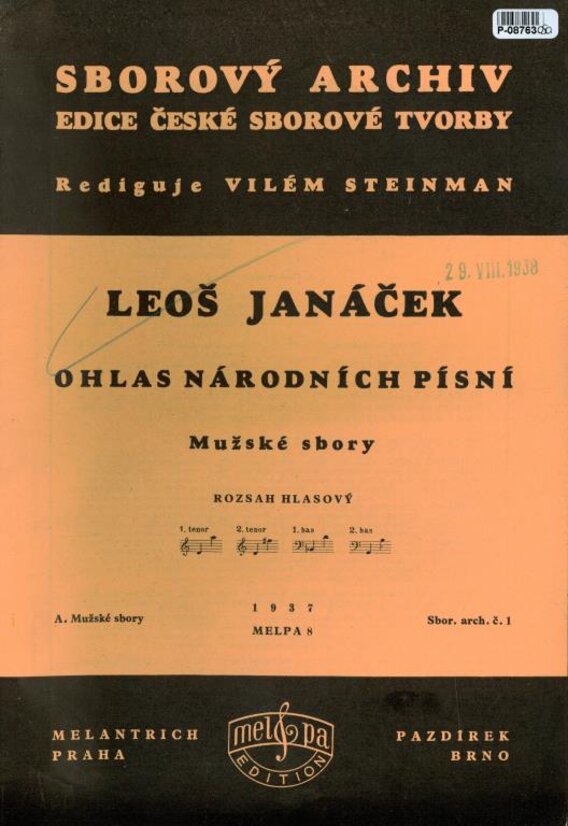 P-08763
SBOROVÝ ARCHIV
EDICE ČESKÉ SBOROVÉ TVORBY
Rediguje VILÉM STEINMAN
29. VIII. 1938
LEOŠ JANÁČEK
OHLAS NÁRODNÍCH PÍSNÍ
Mužské sbory
ROZSAH HLASOVÝ
1. tenor 2. tenor 1. bas 2. bas
1937
A. Mužské sbory MELPA 8 Sbor. arch. č. 1
MELANTRICH
PRAHA
melpa
EDITION
PAZDÍREK
BRNO